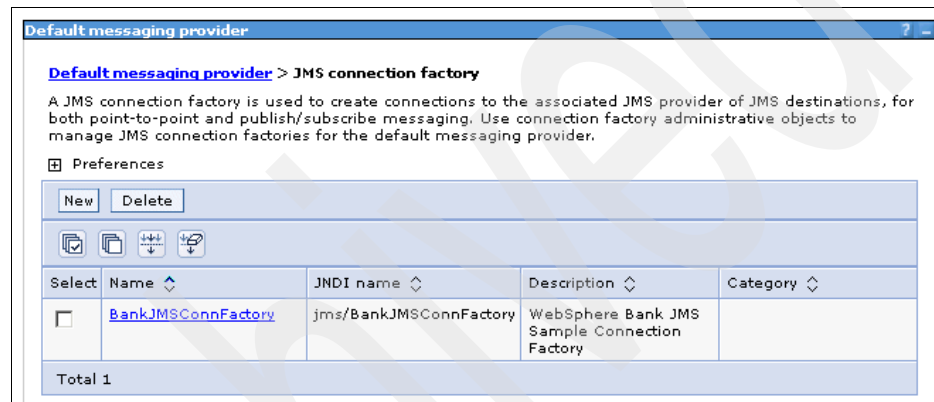 Default messaging provider ? –
Default messaging provider > JMS connection factory
A JMS connection factory is used to create connections to the associated JMS provider of JMS destinations, for
both point-to-point and publish/subscribe messaging. Use connection factory administrative objects to
manage JMS connection factories for the default messaging provider.
Preferences
New Delete
Select Name JNDI name Description Category
BankJMSConnFactory jms/BankJMSConnFactory WebSphere Bank JMS
Sample Connection
Factory
Total 1